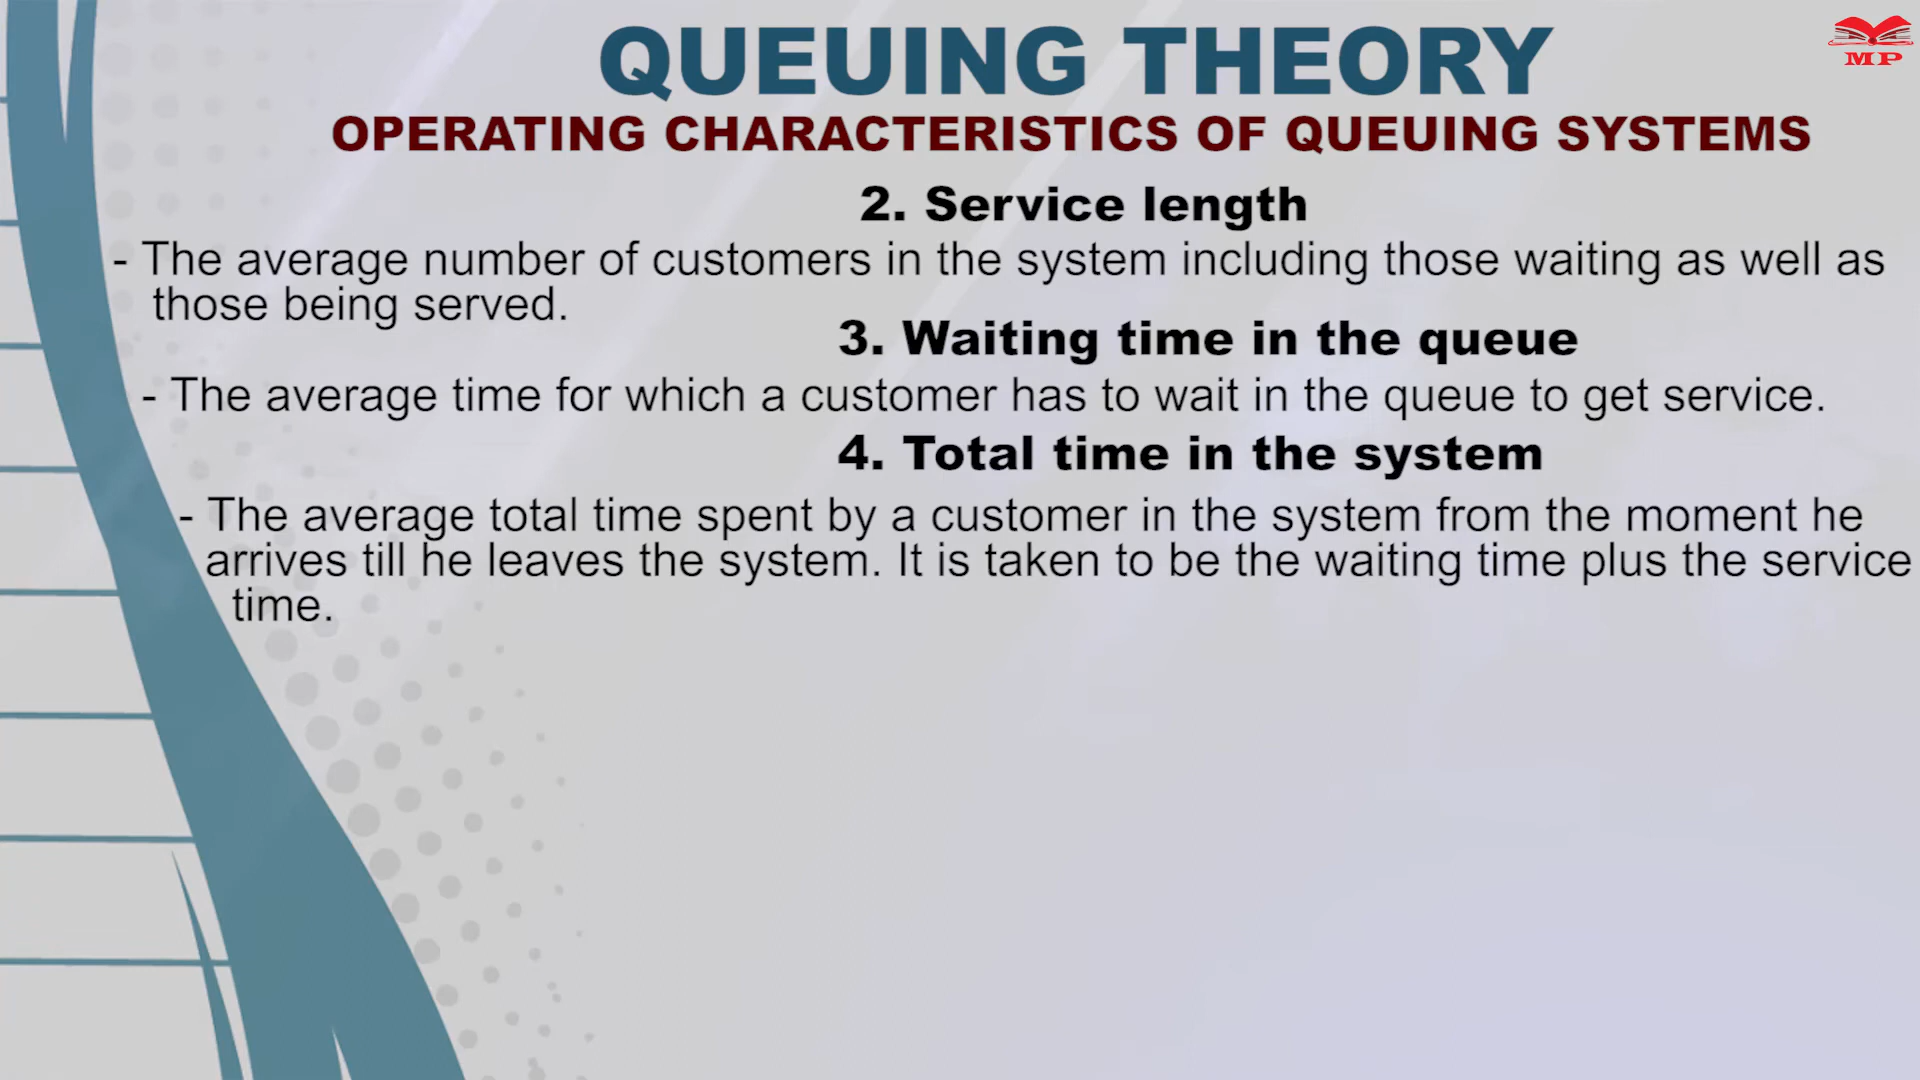 QUEUING THEORY
MP
OPERATING CHARACTERISTICS OF QUEUING SYSTEMS
2. Service length
- The average number of customers in the system including those waiting as well as
those being served.
3. Waiting time in the queue
- The average time for which a customer has to wait in the queue to get service.
4. Total time in the system
- The average total time spent by a customer in the system from the moment he
arrives till he leaves the system. It is taken to be the waiting time plus the service
time.